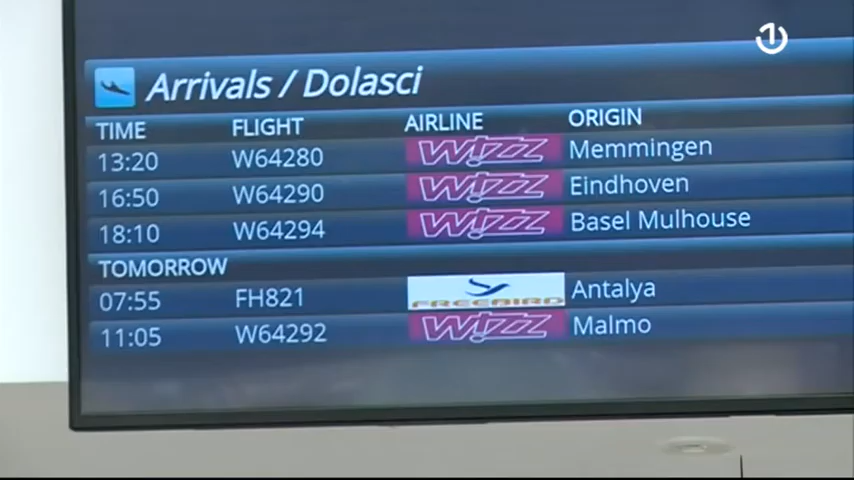 Arrivals / Dolasci
TIME FLIGHT AIRLINE ORIGIN
13:20 W64280 WIZZ Memmingen
16:50 W64290 WIZZ Eindhoven
18:10 W64294 WIZZ Basel Mulhouse
TOMORROW
07:55 FH821 FREEBIRD Antalya
11:05 W64292 WIZZ Malmo